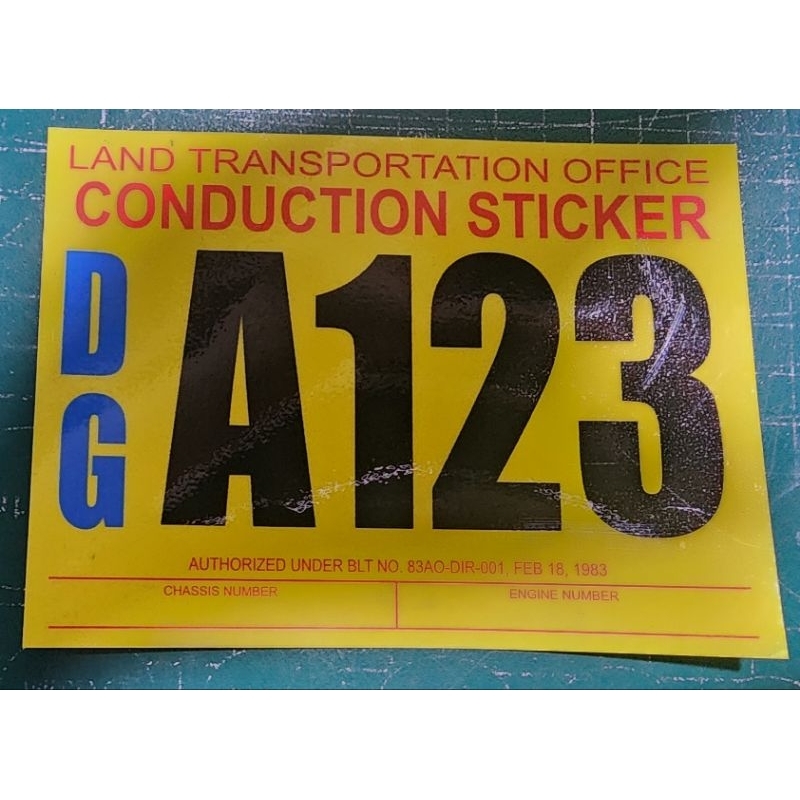 LAND TRANSPORTATION OFFICE
CONDUCTION STICKER
DG A123
AUTHORIZED UNDER BLT NO. 83AO-DIR-001, FEB 18, 1983
CHASSIS NUMBER ENGINE NUMBER